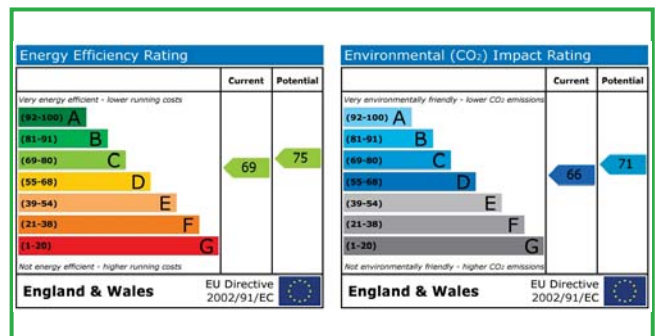 Energy Efficiency Rating
Current Potential
Very energy efficient - lower running costs
(92-100) A
(81-91) B
(69-80) C
69
75
(55-68) D
(39-54) E
(21-38) F
(1-20) G
Not energy efficient - higher running costs
England & Wales
EU Directive
2002/91/EC
Environmental (CO₂) Impact Rating
Current Potential
Very environmentally friendly - lower CO₂ emissions
(92-100) A
(81-91) B
(69-80) C
71
(55-68) D
66
(39-54) E
(21-38) F
(1-20) G
Not environmentally friendly - higher CO₂ emissions
England & Wales
EU Directive
2002/91/EC